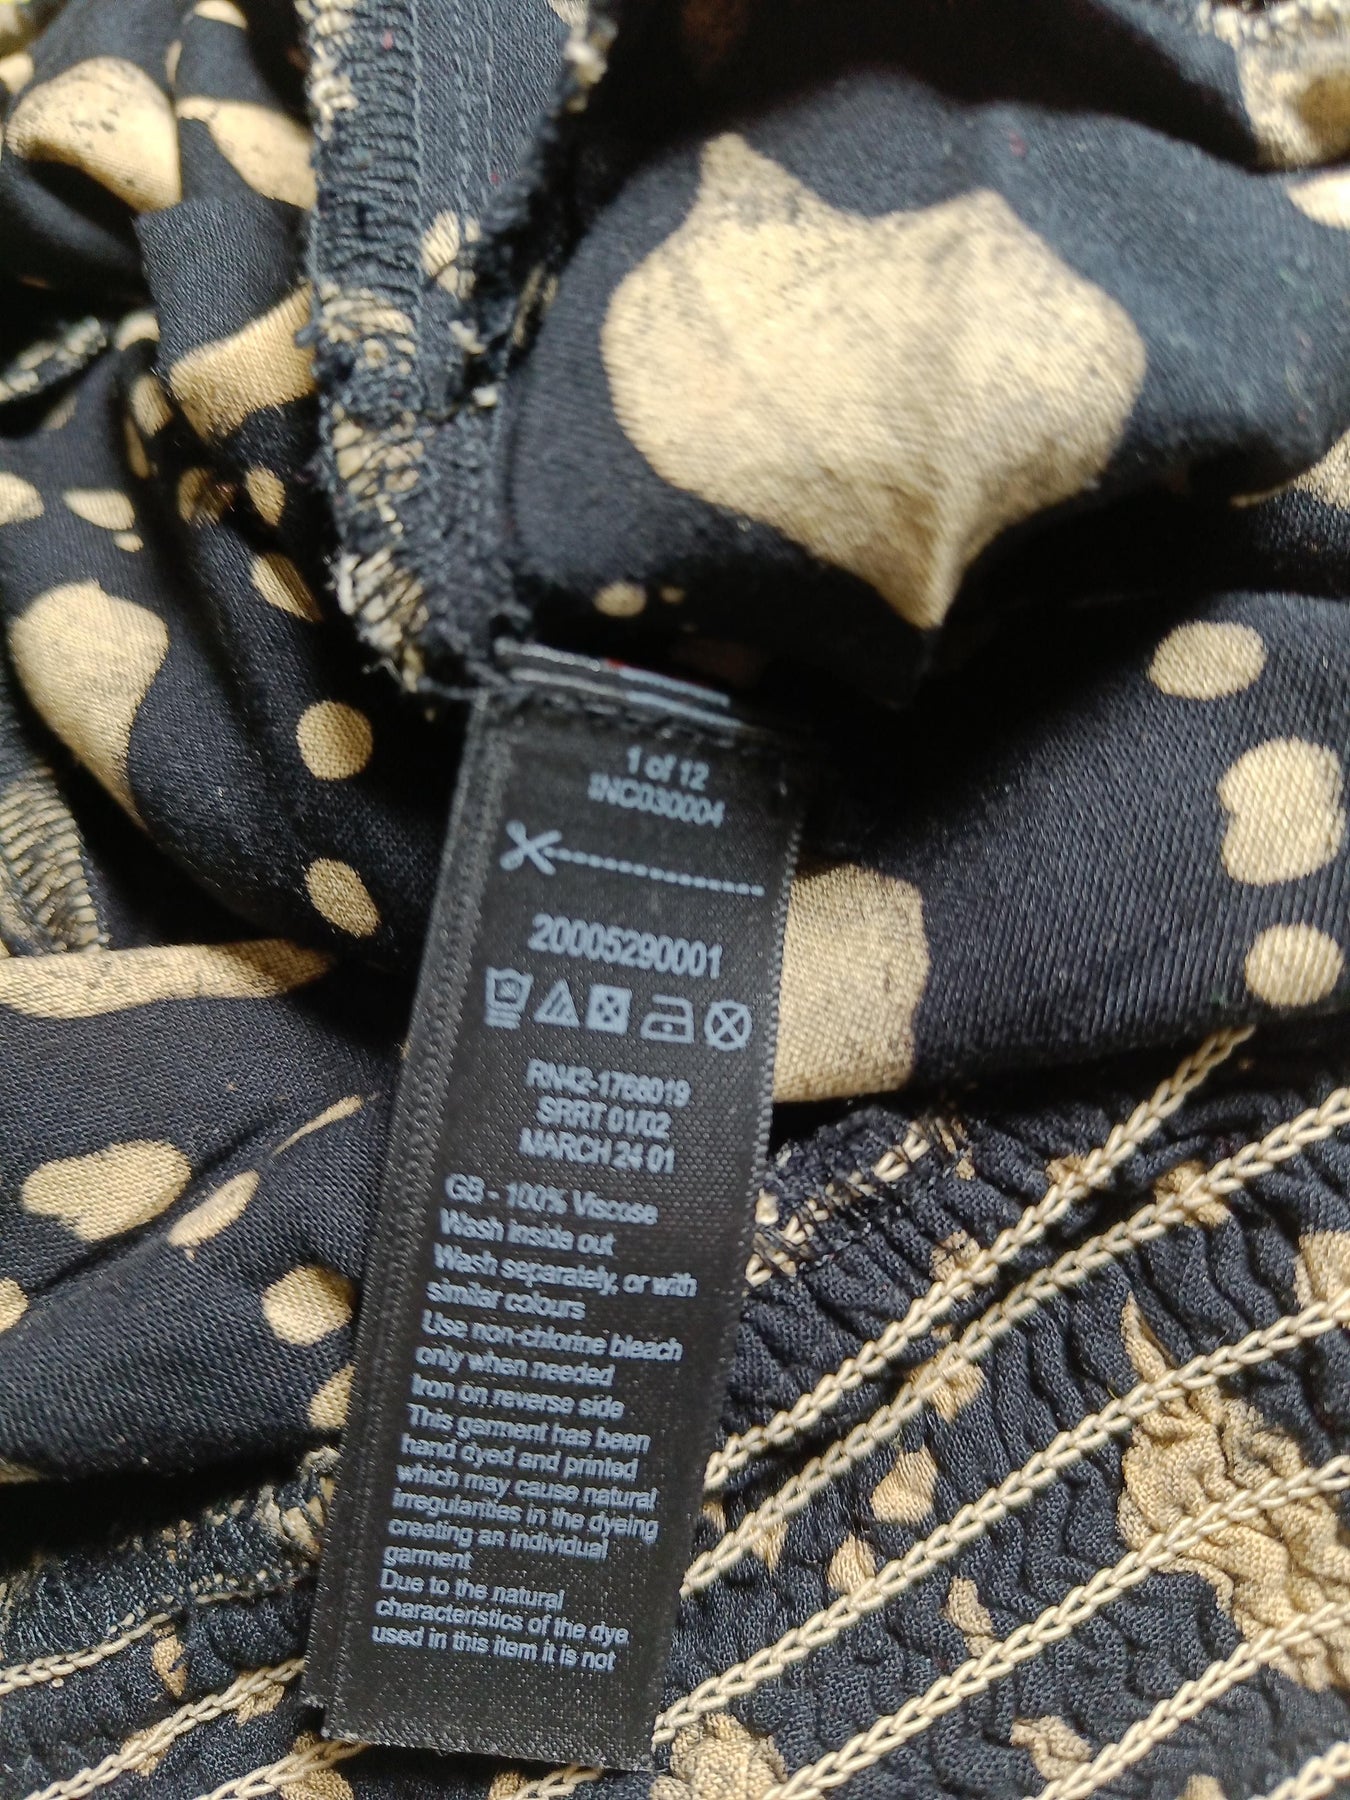 1 of 12
INC030004
20005290001
RN42-1768019
SRRT 01/02
MARCH 24 01
GB - 100% Viscose
Wash inside out
Wash separately, or with
similar colours
Use non-chlorine bleach
only when needed
Iron on reverse side
This garment has been
hand dyed and printed
which may cause natural
irregularities in the dyeing
creating an individual
garment
Due to the natural
characteristics of the dye
used in this item it is not